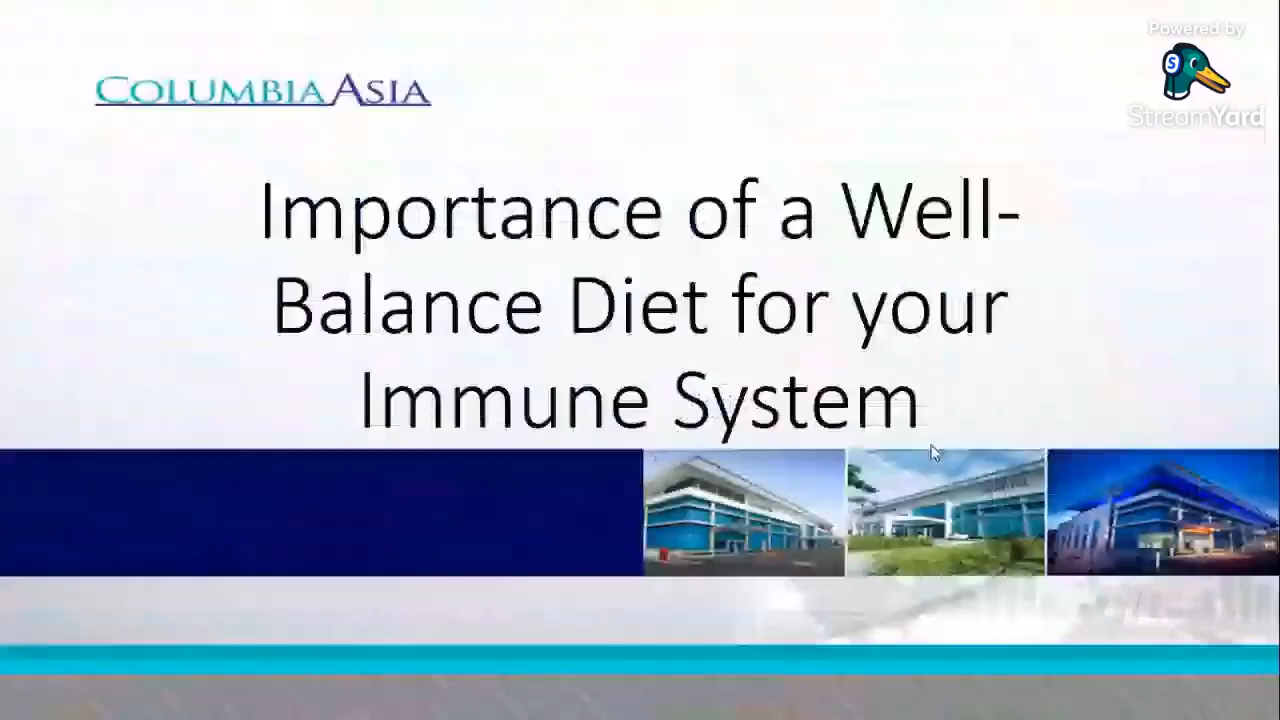 Powered by
COLUMBIA ASIA
S
StreamYard
Importance of a Well-
Balance Diet for your
Immune System